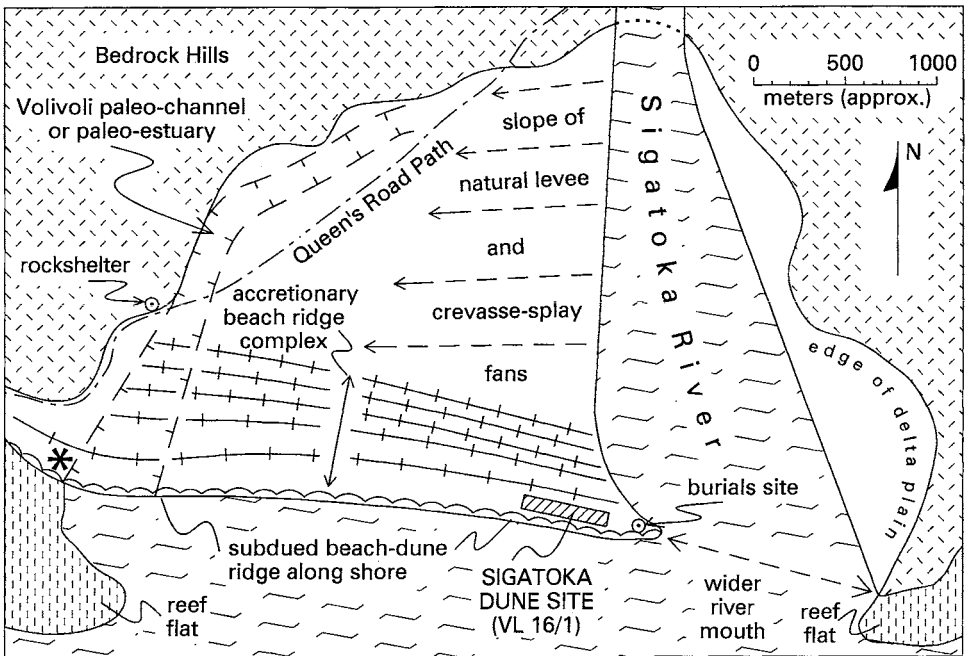 Bedrock Hills
0 500 1000
meters (approx.)
Volivoli paleo-channel
or paleo-estuary
slope of
natural levee
and
crevasse-splay
fans
Sigatoka River
N
Queen's Road Path
rockshelter
accretionary
beach ridge
complex
edge of delta plain
*
burials site
subdued beach-dune
ridge along shore
SIGATOKA
DUNE SITE
(VL 16/1)
wider
river
mouth
reef
flat
reef
flat